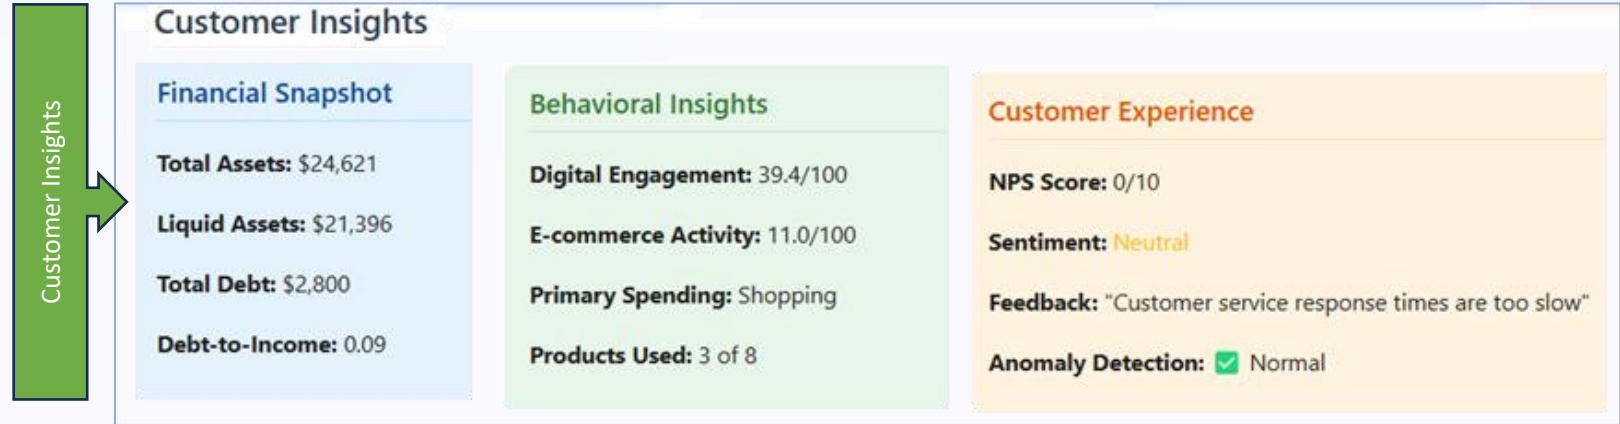 Customer Insights
Customer Insights
Financial Snapshot
Total Assets: $24,621
Liquid Assets: $21,396
Total Debt: $2,800
Debt-to-Income: 0.09
Behavioral Insights
Digital Engagement: 39.4/100
E-commerce Activity: 11.0/100
Primary Spending: Shopping
Products Used: 3 of 8
Customer Experience
NPS Score: 0/10
Sentiment: Neutral
Feedback: "Customer service response times are too slow"
Anomaly Detection: ✅ Normal